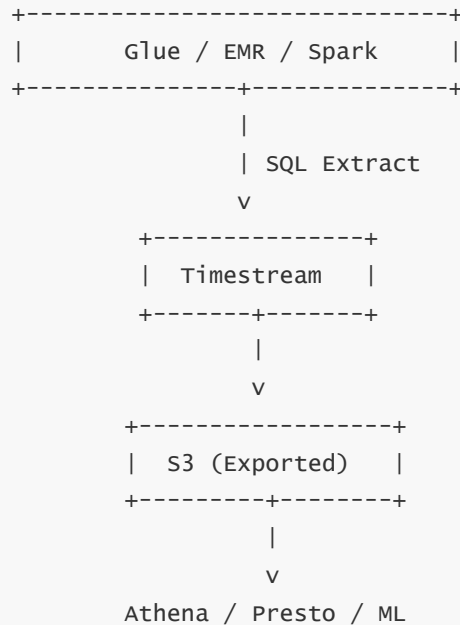 Glue / EMR / Spark
SQL Extract
v
Timestream
v
S3 (Exported)
v
Athena / Presto / ML